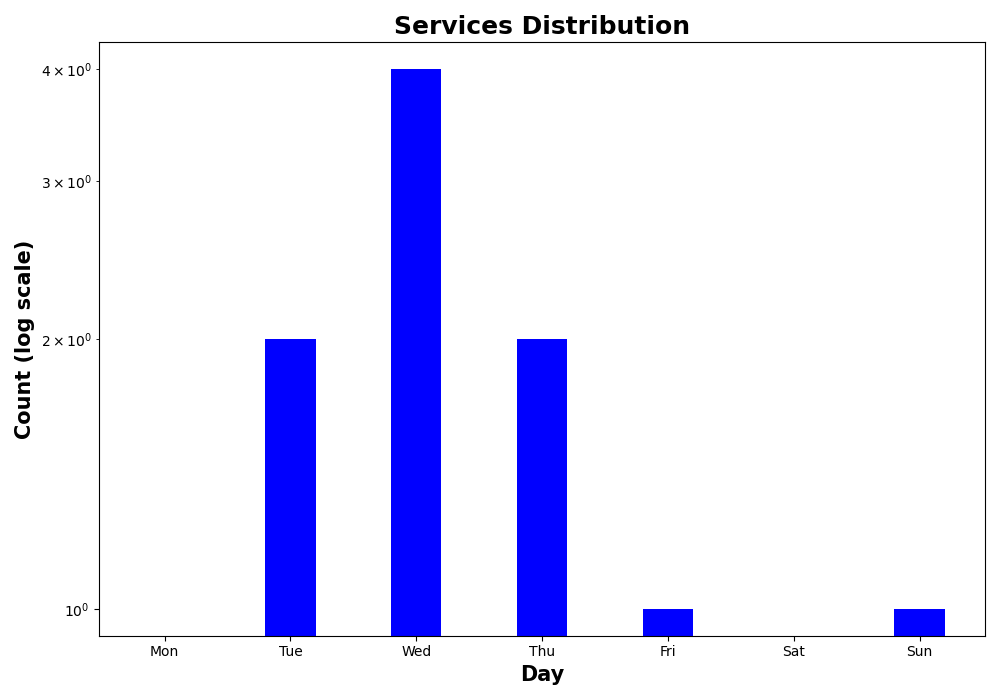 Services Distribution
Count (log scale)
4 × 10⁰
3 × 10⁰
2 × 10⁰
10⁰
Mon Tue Wed Thu Fri Sat Sun
Day